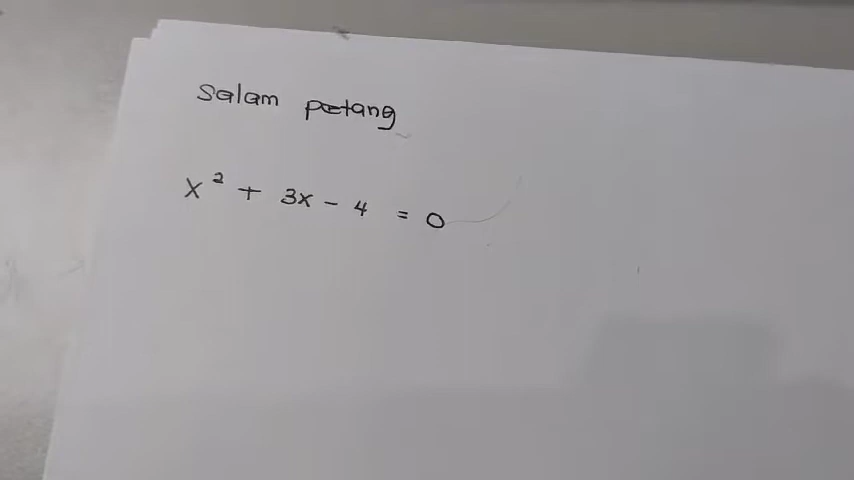 Salam petang
x² + 3x - 4 = 0